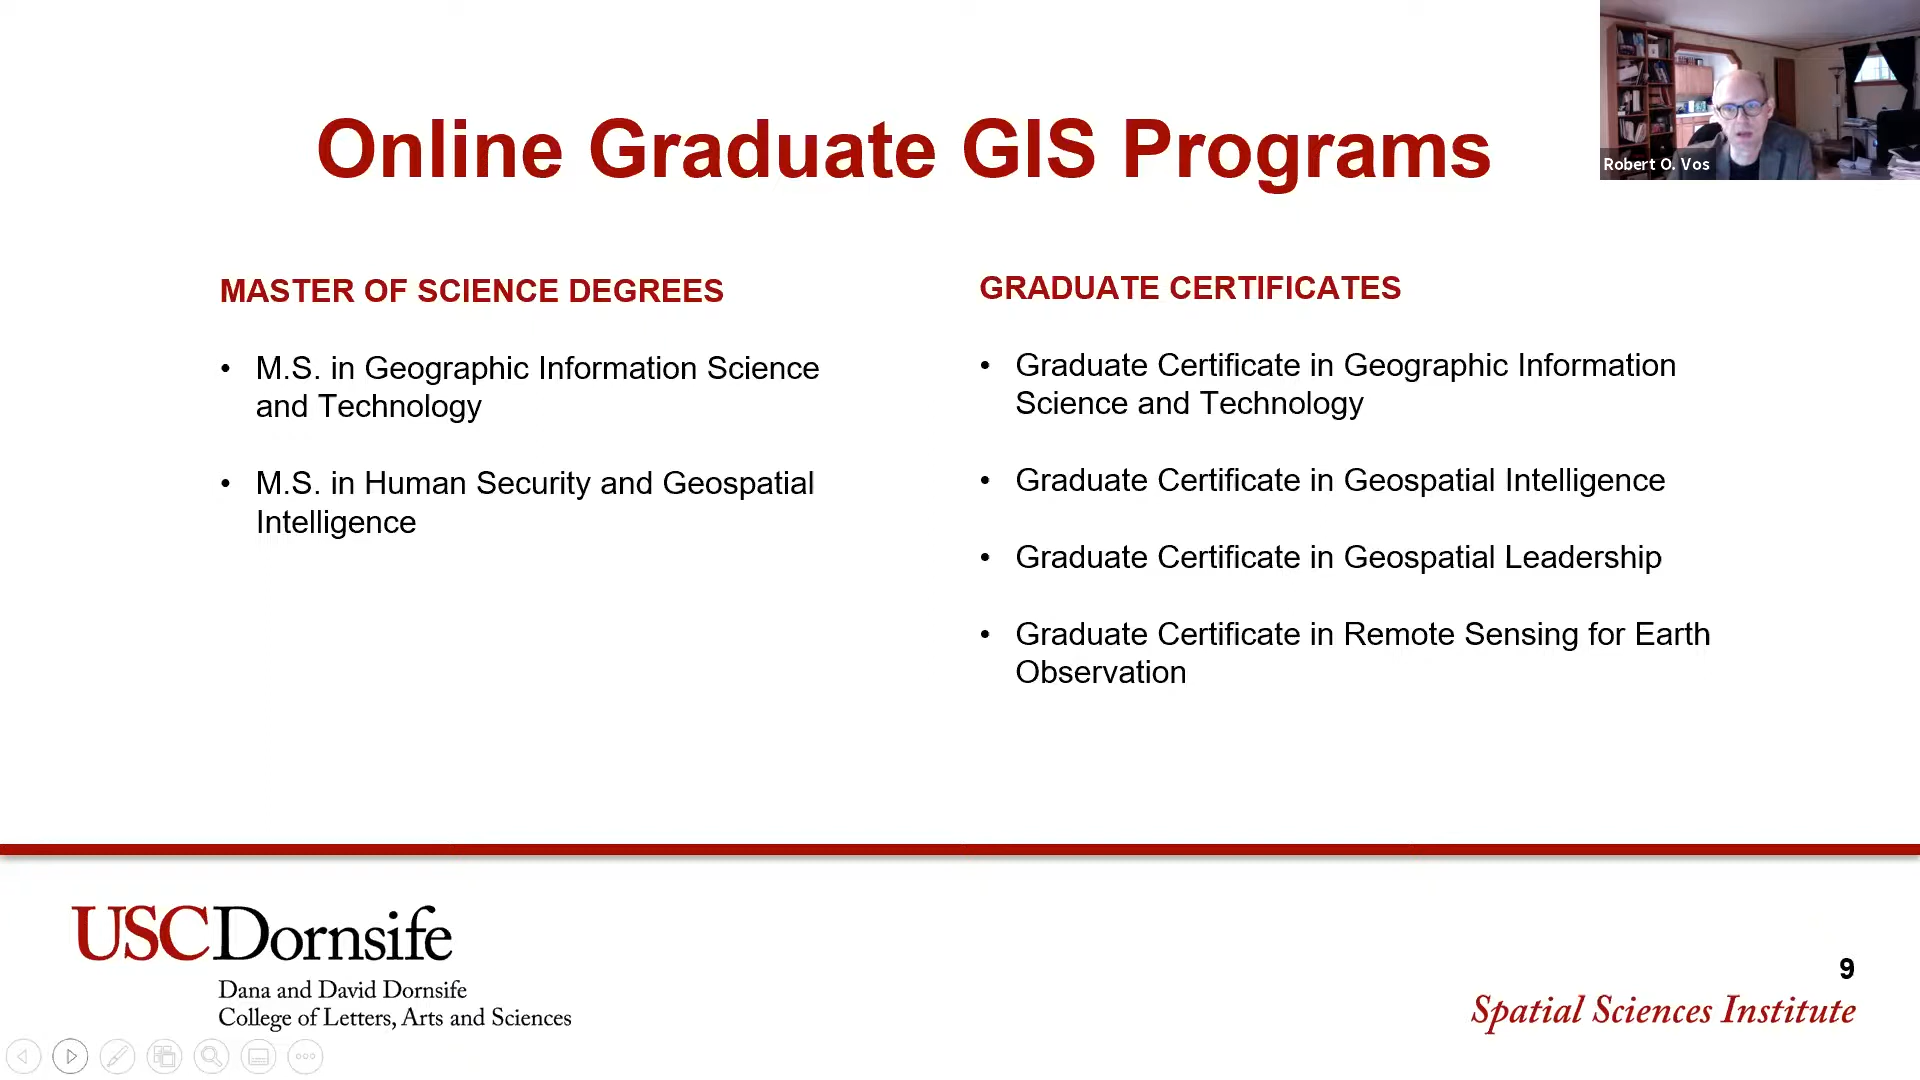 Online Graduate GIS Programs
Robert O. Vos
MASTER OF SCIENCE DEGREES
• M.S. in Geographic Information Science
and Technology
• M.S. in Human Security and Geospatial
Intelligence
GRADUATE CERTIFICATES
• Graduate Certificate in Geographic Information
Science and Technology
• Graduate Certificate in Geospatial Intelligence
• Graduate Certificate in Geospatial Leadership
• Graduate Certificate in Remote Sensing for Earth
Observation
USCDornsife
Dana and David Dornsife
College of Letters, Arts and Sciences
9
Spatial Sciences Institute